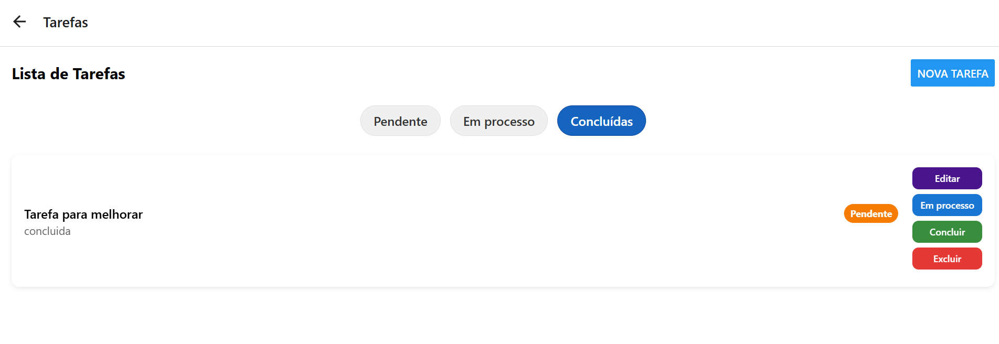 Tarefas
Lista de Tarefas
NOVA TAREFA
Pendente
Em processo
Concluídas
Tarefa para melhorar
concluida
Pendente
Editar
Em processo
Concluir
Excluir